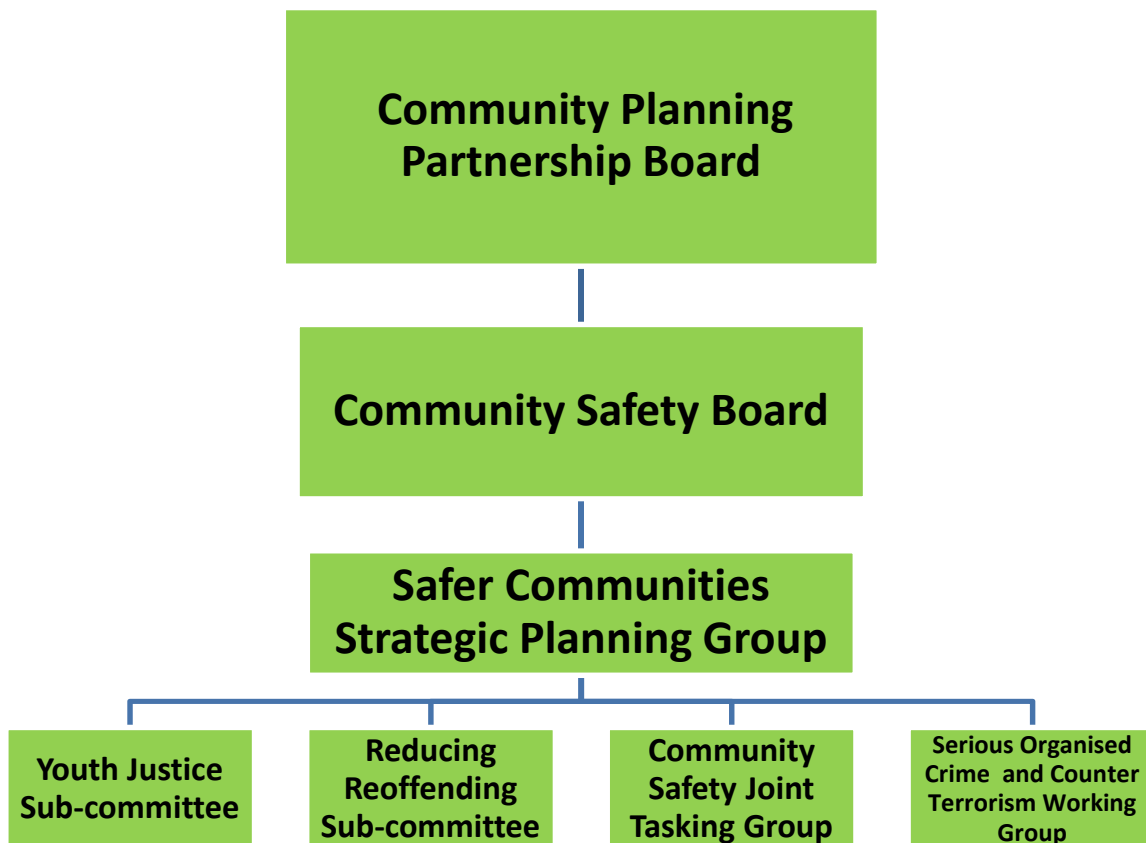 Community Planning
Partnership Board
Community Safety Board
Safer Communities
Strategic Planning Group
Youth Justice
Sub-committee
Reducing
Reoffending
Sub-committee
Community
Safety Joint
Tasking Group
Serious Organised
Crime  and Counter
Terrorism Working
Group